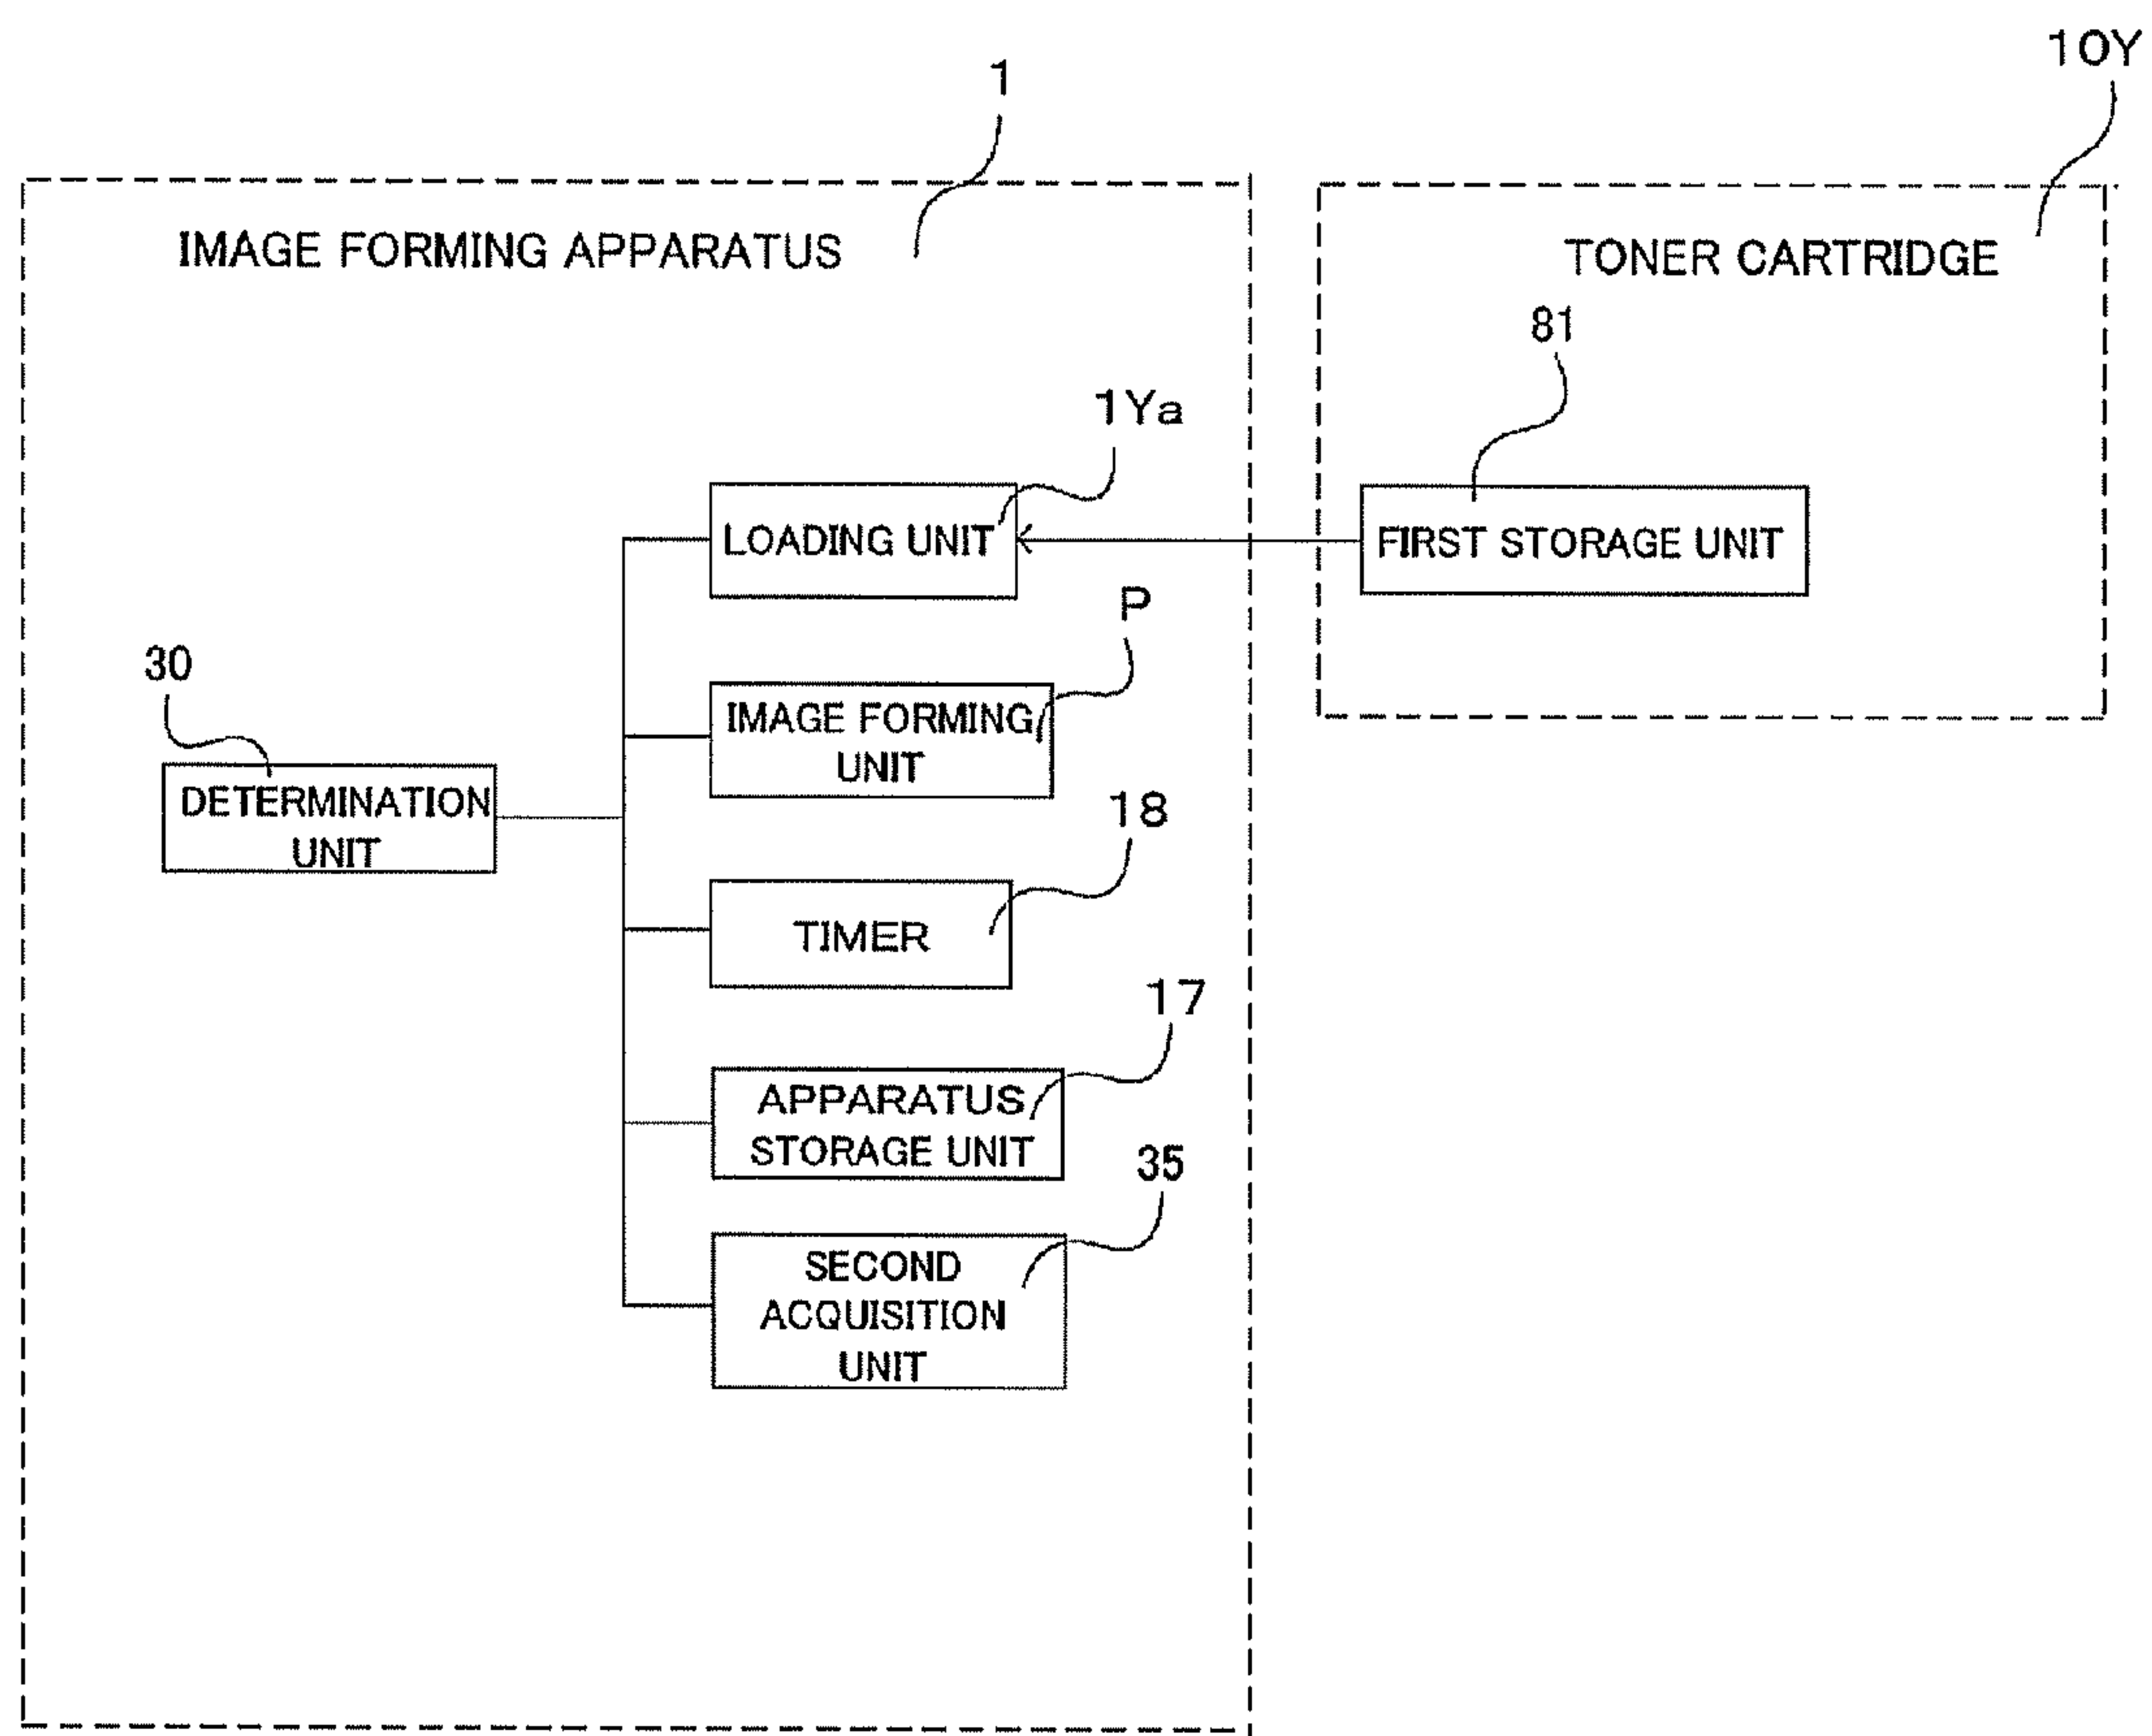 1
10Y
IMAGE FORMING APPARATUS
TONER CARTRIDGE
81
1Ya
LOADING UNIT
FIRST STORAGE UNIT
P
IMAGE FORMING
UNIT
30
DETERMINATION
UNIT
18
TIMER
17
APPARATUS
STORAGE UNIT
35
SECOND
ACQUISITION
UNIT